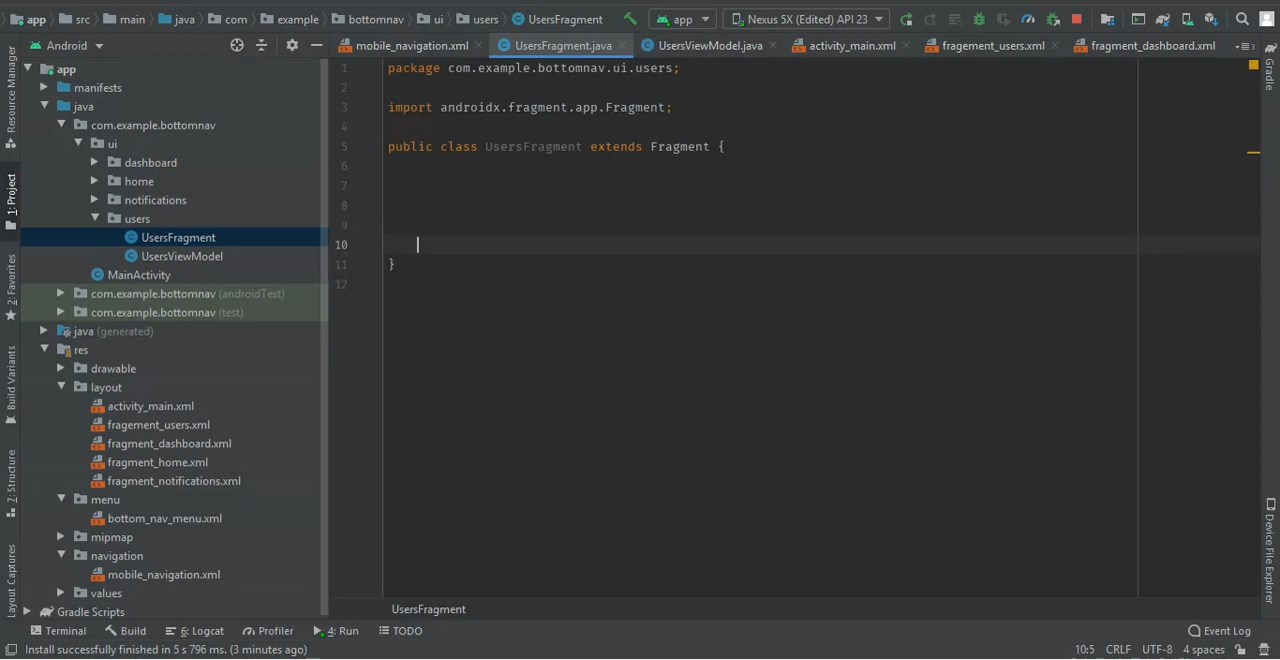 app src main java com example bottomnav ui users UsersFragment app Nexus 5X (Edited) API 23
Android mobile_navigation.xml UsersFragment.java UsersViewModel.java activity_main.xml fragement_users.xml fragment_dashboard.xml
Resource Manager
1: Project
2: Favorites
Build Variants
7: Structure
Layout Captures
app
manifests
java
com.example.bottomnav
ui
dashboard
home
notifications
users
UsersFragment
UsersViewModel
MainActivity
com.example.bottomnav (androidTest)
com.example.bottomnav (test)
java (generated)
res
drawable
layout
activity_main.xml
fragement_users.xml
fragment_dashboard.xml
fragment_home.xml
fragment_notifications.xml
menu
bottom_nav_menu.xml
mipmap
navigation
mobile_navigation.xml
values
Gradle Scripts
1 package com.example.bottomnav.ui.users;
2
3 import androidx.fragment.app.Fragment;
4
5 public class UsersFragment extends Fragment {
6
7
8
9
10
11 }
12
Gradle
Device File Explorer
UsersFragment
Terminal Build 6: Logcat Profiler 4: Run TODO Event Log
Install successfully finished in 5 s 796 ms. (3 minutes ago) 10:5 CRLF UTF-8 4 spaces